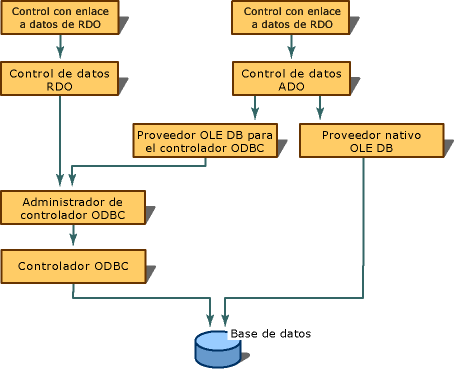 Control con enlace
a datos de RDO
Control con enlace
a datos de RDO
Control de datos
RDO
Control de datos
ADO
Proveedor OLE DB para
el controlador ODBC
Proveedor nativo
OLE DB
Administrador de
controlador ODBC
Controlador ODBC
Base de datos